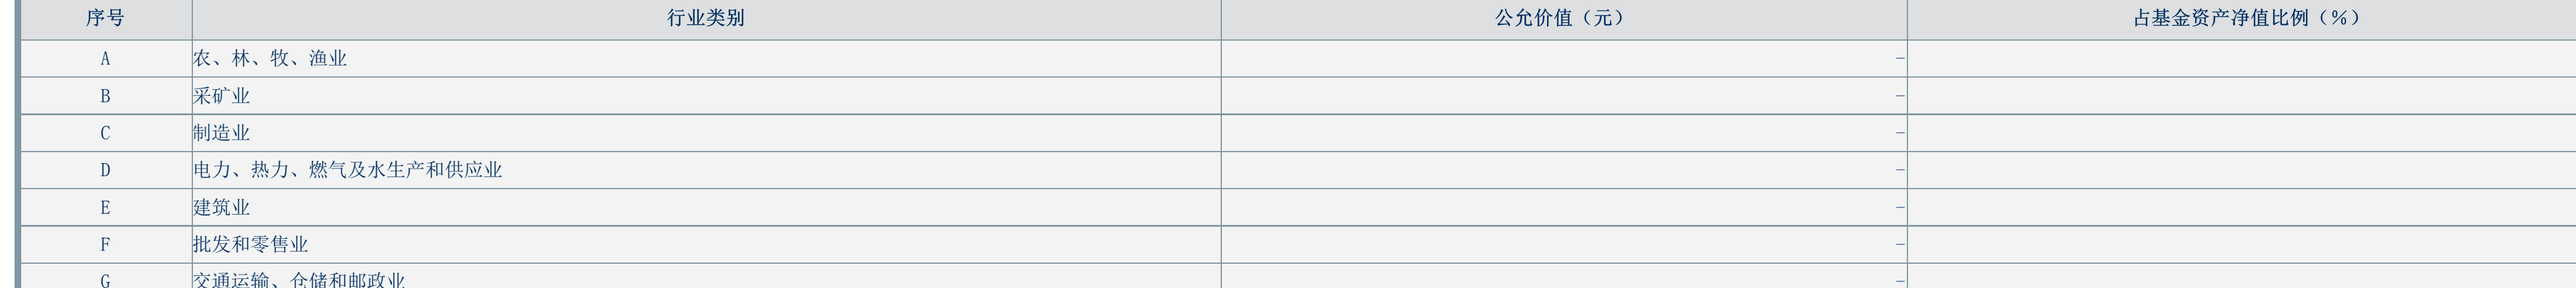 序号 行业类别 公允价值（元） 占基金资产净值比例（%）
A 农、林、牧、渔业 –
B 采矿业 –
C 制造业 –
D 电力、热力、燃气及水生产和供应业 –
E 建筑业 –
F 批发和零售业 –
G 交通运输、仓储和邮政业 –